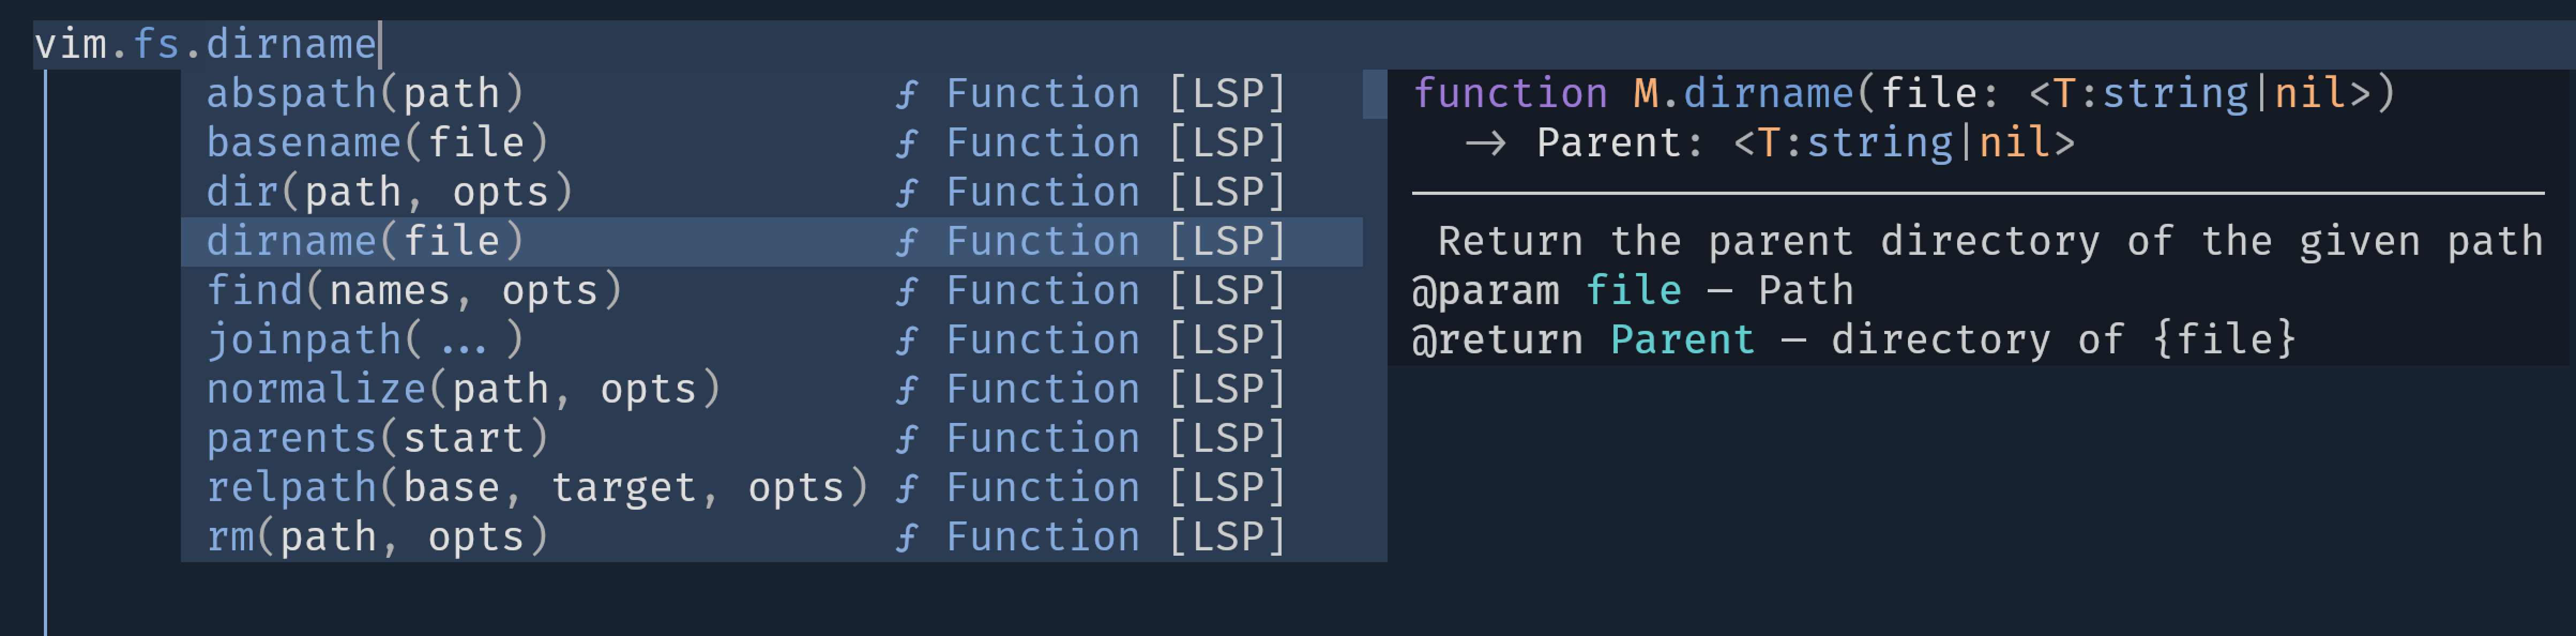 vim.fs.dirname
abspath(path) ƒ Function [LSP]
basename(file) ƒ Function [LSP]
dir(path, opts) ƒ Function [LSP]
dirname(file) ƒ Function [LSP]
find(names, opts) ƒ Function [LSP]
joinpath(...) ƒ Function [LSP]
normalize(path, opts) ƒ Function [LSP]
parents(start) ƒ Function [LSP]
relpath(base, target, opts) ƒ Function [LSP]
rm(path, opts) ƒ Function [LSP]
function M.dirname(file: <T:string|nil>)
→ Parent: <T:string|nil>
Return the parent directory of the given path
@param file — Path
@return Parent — directory of {file}